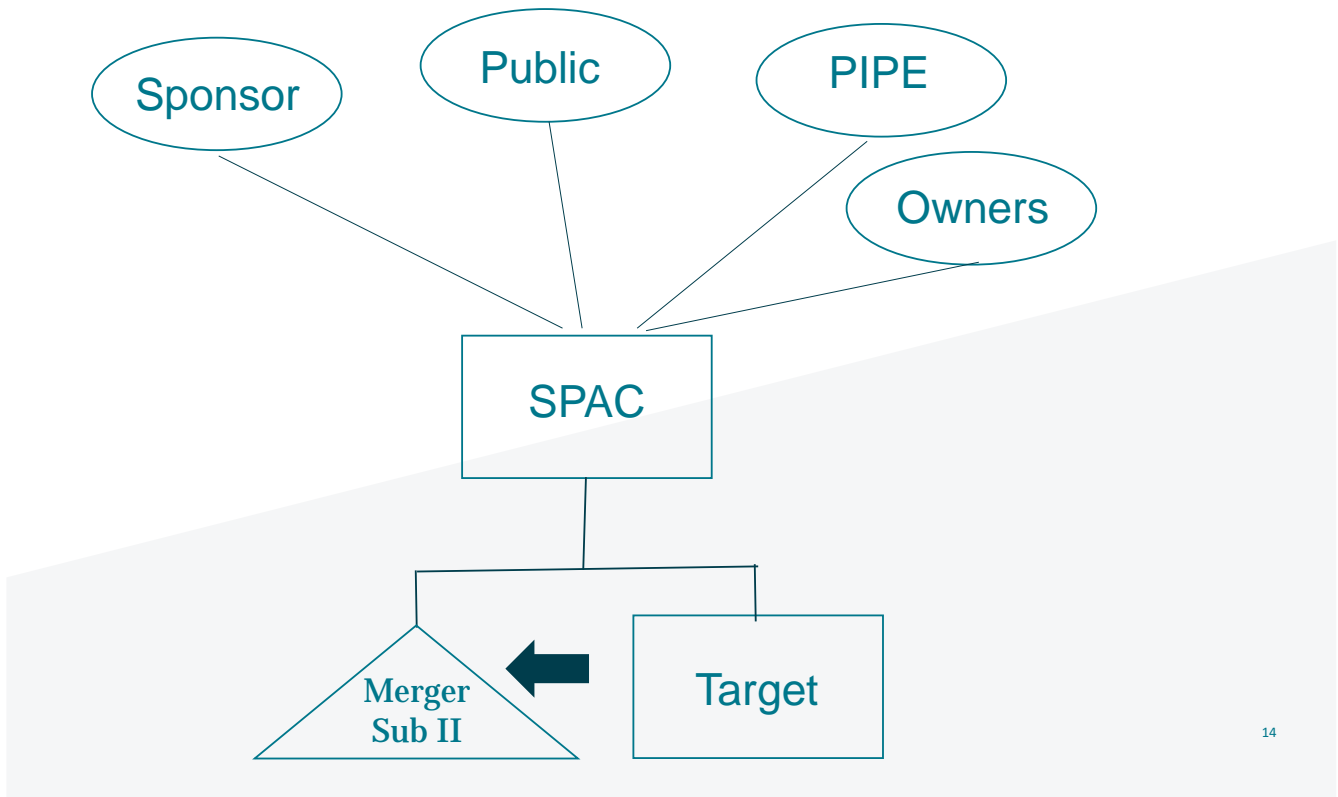 Sponsor
Public
PIPE
Owners
SPAC
Merger
Sub II
Target
14